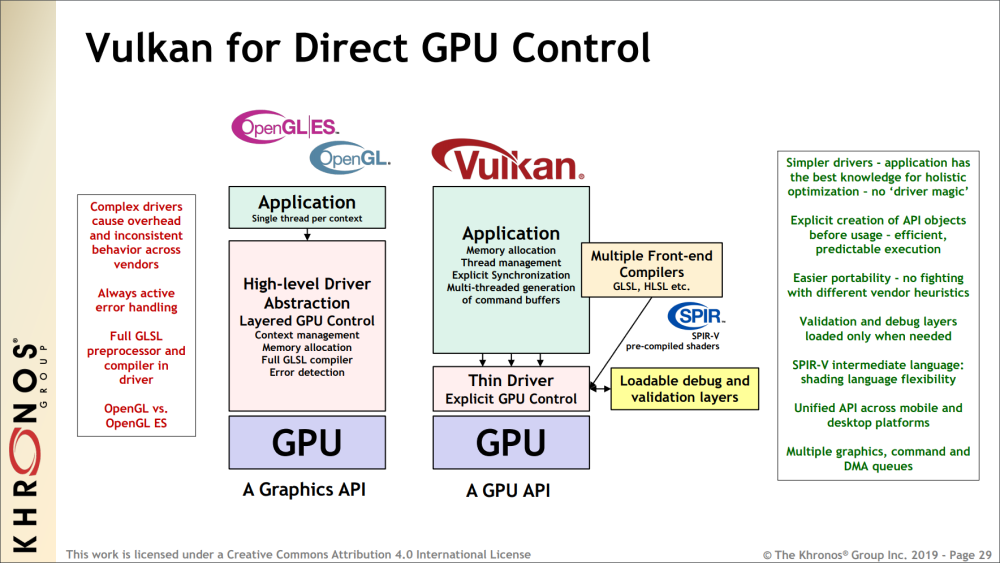 Vulkan for Direct GPU Control
OpenGL|ES™
OpenGL.
Vulkan®
Complex drivers
cause overhead
and inconsistent
behavior across
vendors
Always active
error handling
Full GLSL
preprocessor and
compiler in
driver
OpenGL vs.
OpenGL ES
Application
Single thread per context
High-level Driver
Abstraction
Layered GPU Control
Context management
Memory allocation
Full GLSL compiler
Error detection
GPU
A Graphics API
Application
Memory allocation
Thread management
Explicit Synchronization
Multi-threaded generation
of command buffers
Multiple Front-end
Compilers
GLSL, HLSL etc.
SPIR™
SPIR-V
pre-compiled shaders
Thin Driver
Explicit GPU Control
Loadable debug and
validation layers
GPU
A GPU API
Simpler drivers - application has
the best knowledge for holistic
optimization - no ‘driver magic’
Explicit creation of API objects
before usage - efficient,
predictable execution
Easier portability - no fighting
with different vendor heuristics
Validation and debug layers
loaded only when needed
SPIR-V intermediate language:
shading language flexibility
Unified API across mobile and
desktop platforms
Multiple graphics, command and
DMA queues
KHRONOS®
GROUP
This work is licensed under a Creative Commons Attribution 4.0 International License
© The Khronos® Group Inc. 2019 - Page 29